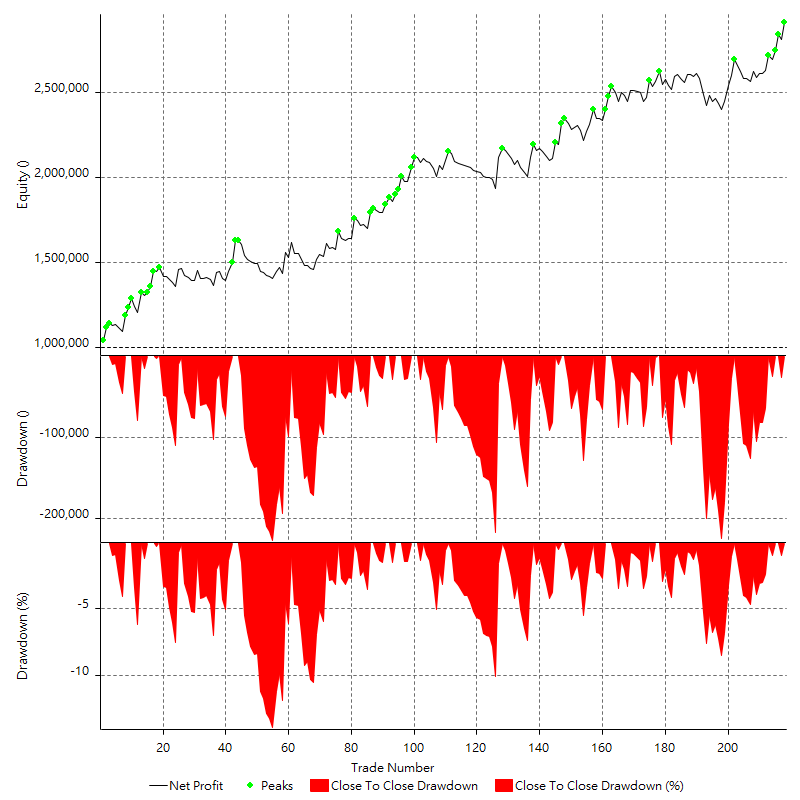 Equity ()
2,500,000
2,000,000
1,500,000
1,000,000
Drawdown ()
-100,000
-200,000
Drawdown (%)
-5
-10
20 40 60 80 100 120 140 160 180 200
Trade Number
Net Profit Peaks Close To Close Drawdown Close To Close Drawdown (%)